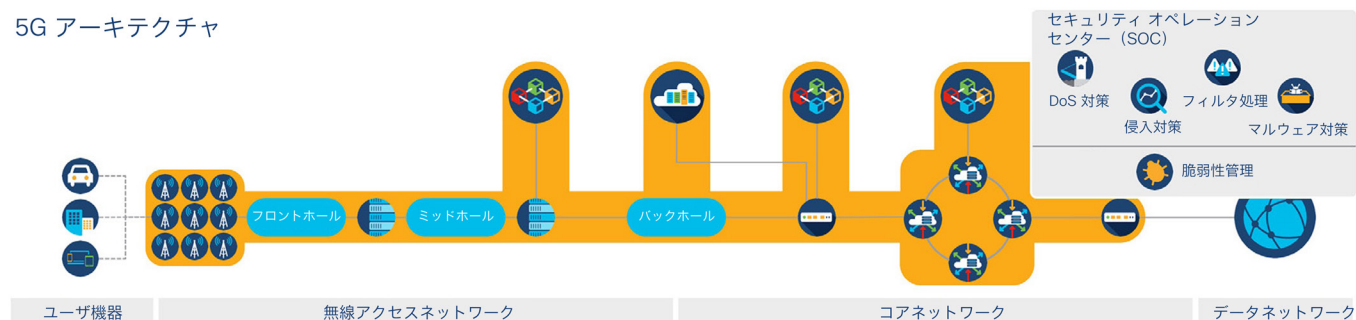 5G アーキテクチャ
セキュリティ オペレーション
センター（SOC）
DoS 対策
フィルタ処理
侵入対策
マルウェア対策
脆弱性管理
フロントホール
ミッドホール
バックホール
ユーザ機器
無線アクセスネットワーク
コアネットワーク
データネットワーク